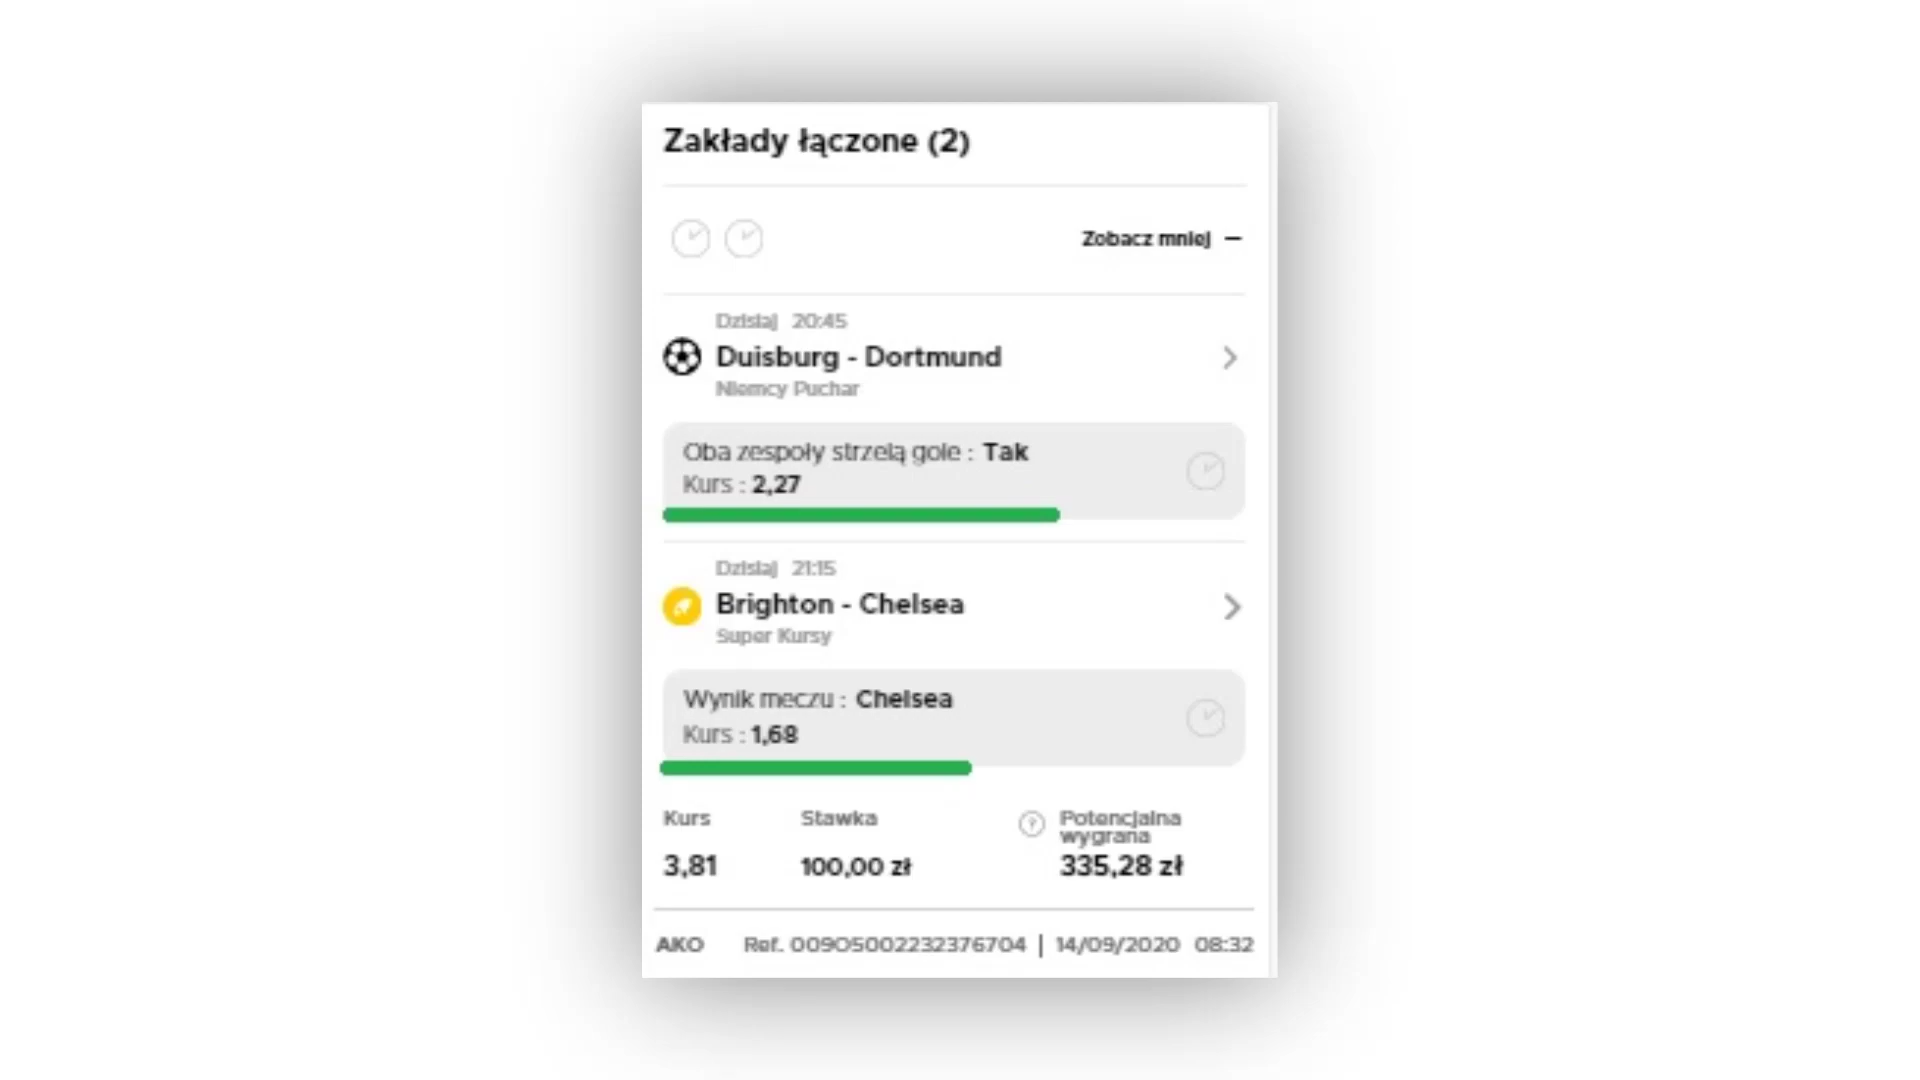 Zakłady łączone (2)
Zobacz mniej —
Dzisiaj 20:45
Duisburg - Dortmund
Niemcy Puchar
Oba zespoły strzelą gole : Tak
Kurs : 2,27
Dzisiaj 21:15
Brighton - Chelsea
Super Kursy
Wynik meczu : Chelsea
Kurs : 1,68
Kurs Stawka Potencjalna wygrana
3,81 100,00 zł 335,28 zł
AKO Ref. 009O5002232376704 | 14/09/2020 08:32